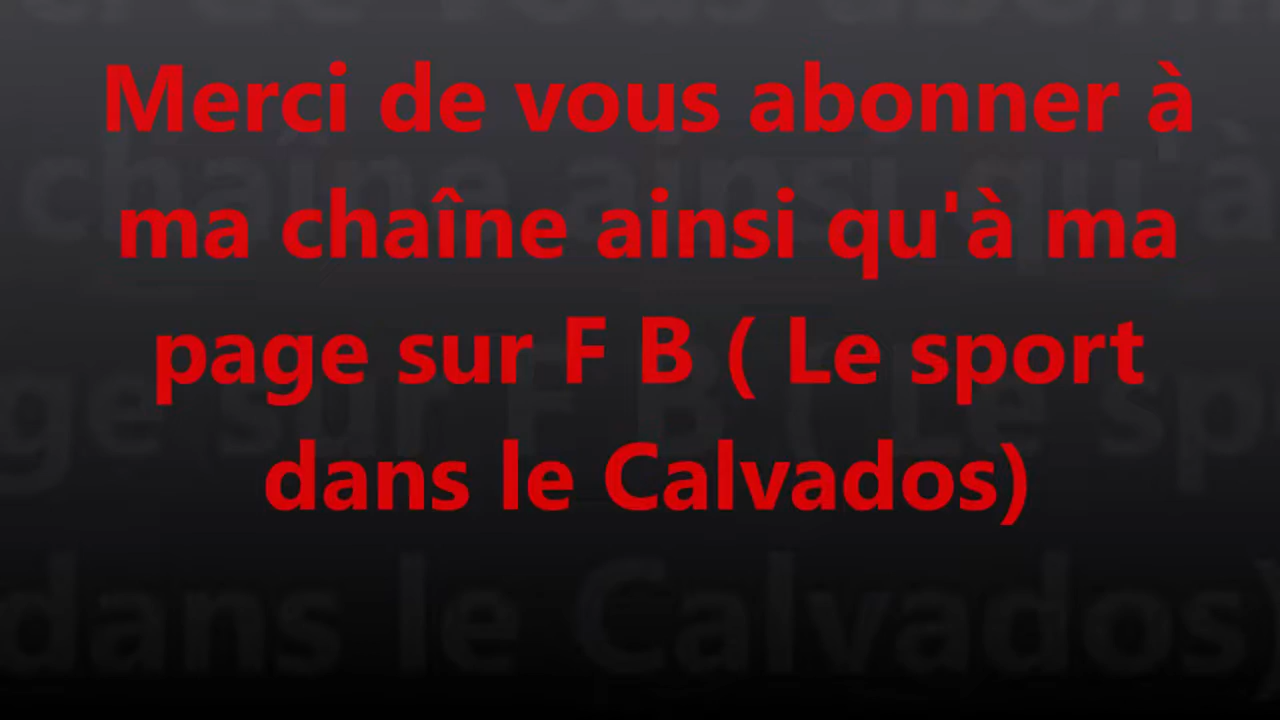 Merci de vous abonner à
ma chaîne ainsi qu'à ma
page sur F B ( Le sport
dans le Calvados)